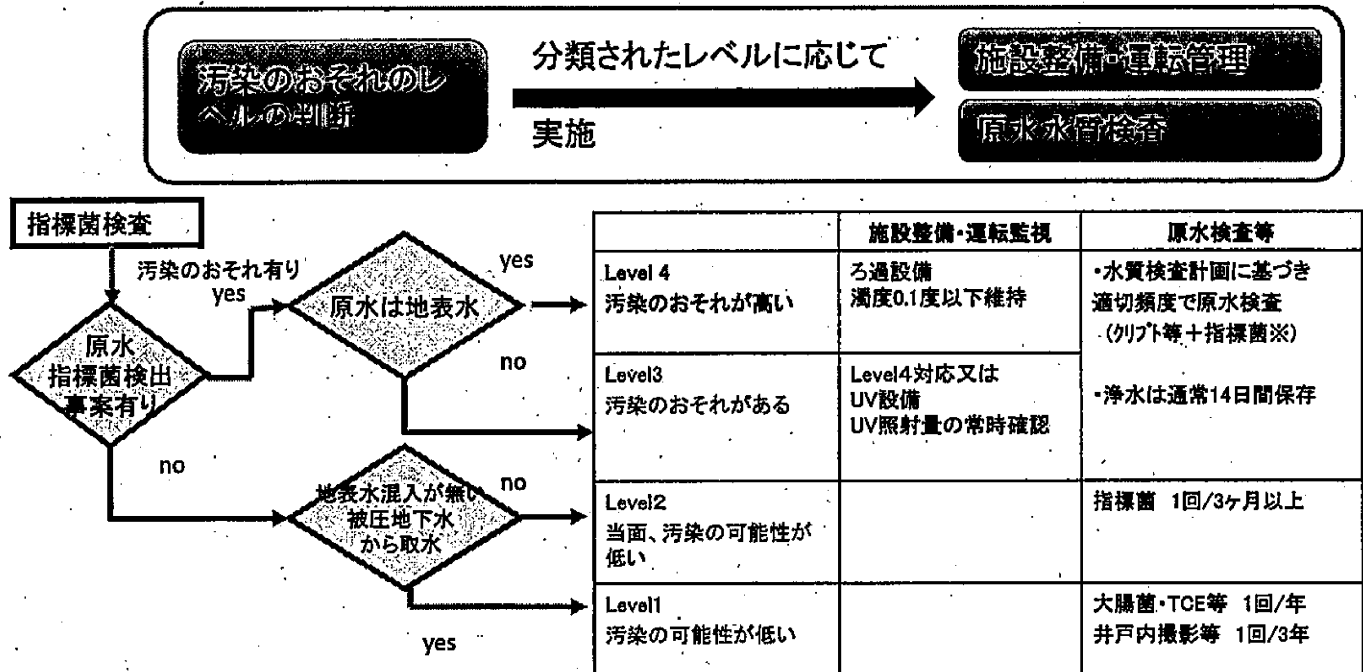 汚染のおそれのレ
ベルの判断
分類されたレベルに応じて
実施
施設整備・運転管理
原水水質検査
指標菌検査
汚染のおそれ有り
yes
原水
指標菌検出
事案有り
原水は地表水
yes
no
no
地表水混入が無い
被圧地下水
から取水
no
yes
施設整備・運転監視
原水検査等
Level 4
汚染のおそれが高い
ろ過設備
濁度0.1度以下維持
・水質検査計画に基づき
適切頻度で原水検査
(クリプト等+指標菌※)
・浄水は通常14日間保存
Level3
汚染のおそれがある
Level4対応又は
UV設備
UV照射量の常時確認
Level2
当面、汚染の可能性が
低い
指標菌 1回/3ヶ月以上
Level1
汚染の可能性が低い
大腸菌・TCE等 1回/年
井戸内撮影等 1回/3年